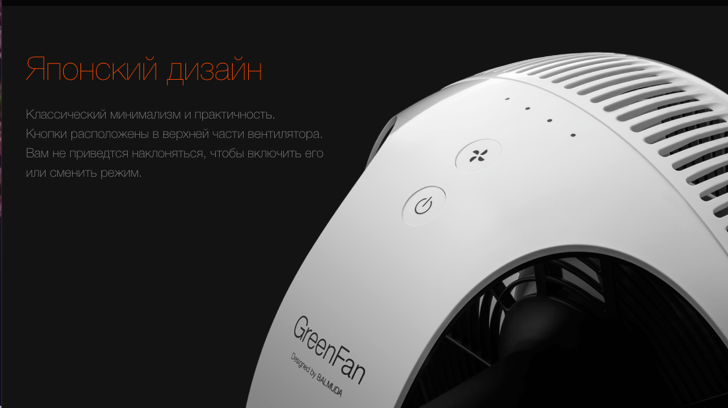 Японский дизайн
Классический минимализм и практичность.
Кнопки расположены в верхней части вентилятора.
Вам не приведтся наклоняться, чтобы включить его
или сменить режим.
GreenFan
Designed by BALMUDA